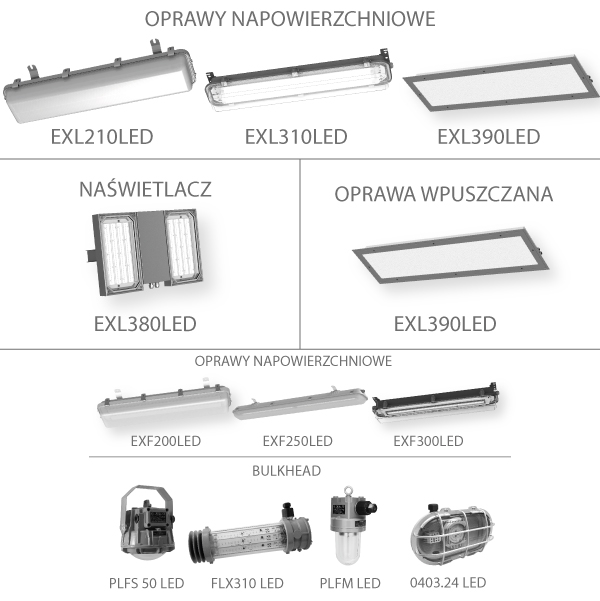 OPRAWY NAPOWIERZCHNIOWE
EXL210LED
EXL310LED
EXL390LED
NAŚWIETLACZ
EXL380LED
OPRAWA WPUSZCZANA
EXL390LED
OPRAWY NAPOWIERZCHNIOWE
EXF200LED
EXF250LED
EXF300LED
BULKHEAD
PLFS 50 LED
FLX310 LED
PLFM LED
0403.24 LED